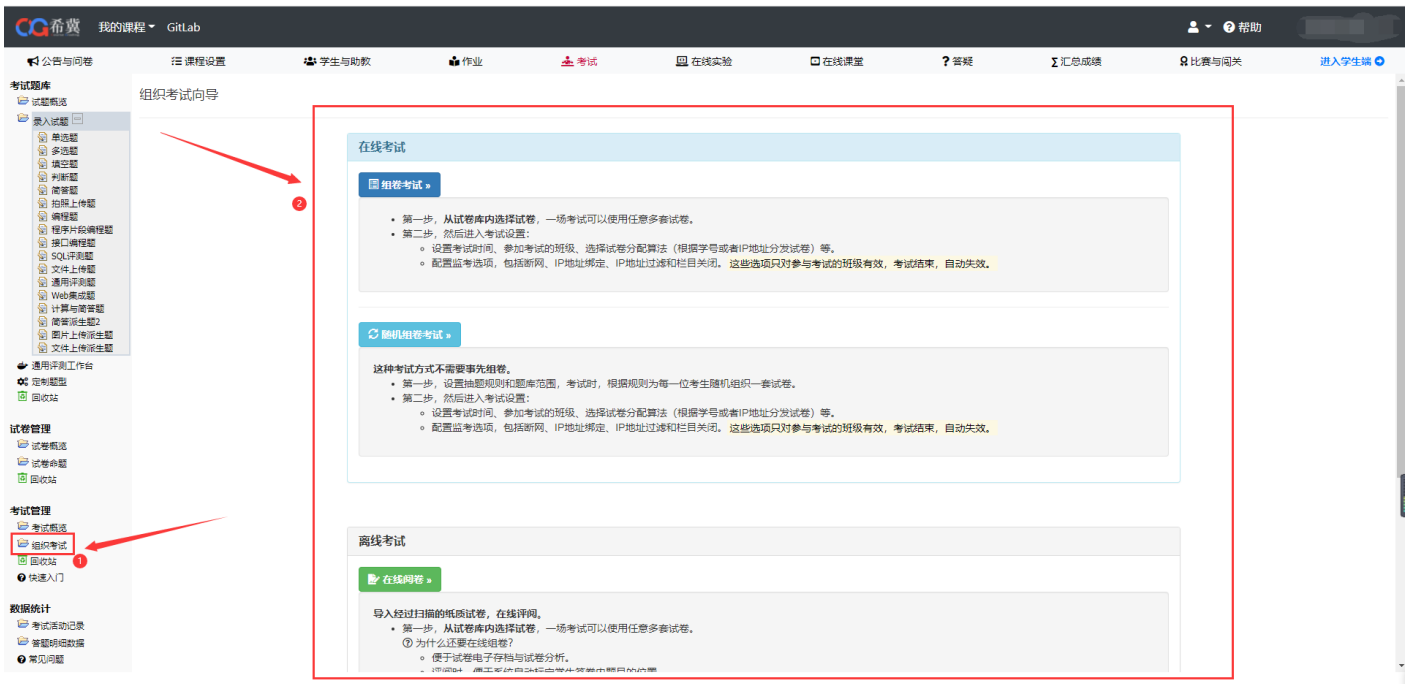 CG希冀 我的课程 GitLab 帮助
公告与问卷 课程设置 学生与助教 作业 考试 在线实验 在线课堂 答疑 汇总成绩 比赛与闯关 进入学生端
考试题库
试题概览
录入试题
单选题
多选题
填空题
判断题
简答题
拍照上传题
编程题
程序片段编程题
接口编程题
SQL评测题
文件上传题
通用评测题
Web集成题
计算与简答题
简答派生题2
图片上传派生题
文件上传派生题
通用评测工作台
定制题型
回收站
试卷管理
试卷概览
试卷命题
回收站
考试管理
考试概览
组织考试
1
回收站
快速入门
数据统计
考试活动记录
答题明细数据
常见问题
组织考试向导
2
在线考试
组卷考试 »
第一步，从试卷库内选择试卷，一场考试可以使用任意多套试卷。
第二步，然后进入考试设置：
设置考试时间、参加考试的班级、选择试卷分配算法（根据学号或者IP地址分发试卷）等。
配置监考选项，包括断网、IP地址绑定、IP地址过滤和栏目关闭。 这些选项只对参与考试的班级有效，考试结束，自动失效。
随机组卷考试 »
这种考试方式不需要事先组卷。
第一步，设置抽题规则和题库范围，考试时，根据规则为每一位考生随机组织一套试卷。
第二步，然后进入考试设置：
设置考试时间、参加考试的班级、选择试卷分配算法（根据学号或者IP地址分发试卷）等。
配置监考选项，包括断网、IP地址绑定、IP地址过滤和栏目关闭。 这些选项只对参与考试的班级有效，考试结束，自动失效。
离线考试
在线阅卷 »
导入经过扫描的纸质试卷，在线评阅。
第一步，从试卷库内选择试卷，一场考试可以使用任意多套试卷。
为什么还要在线组卷？
便于试卷电子存档与试卷分析。
评阅时，便于系统自动标定学生答卷中题目的位置